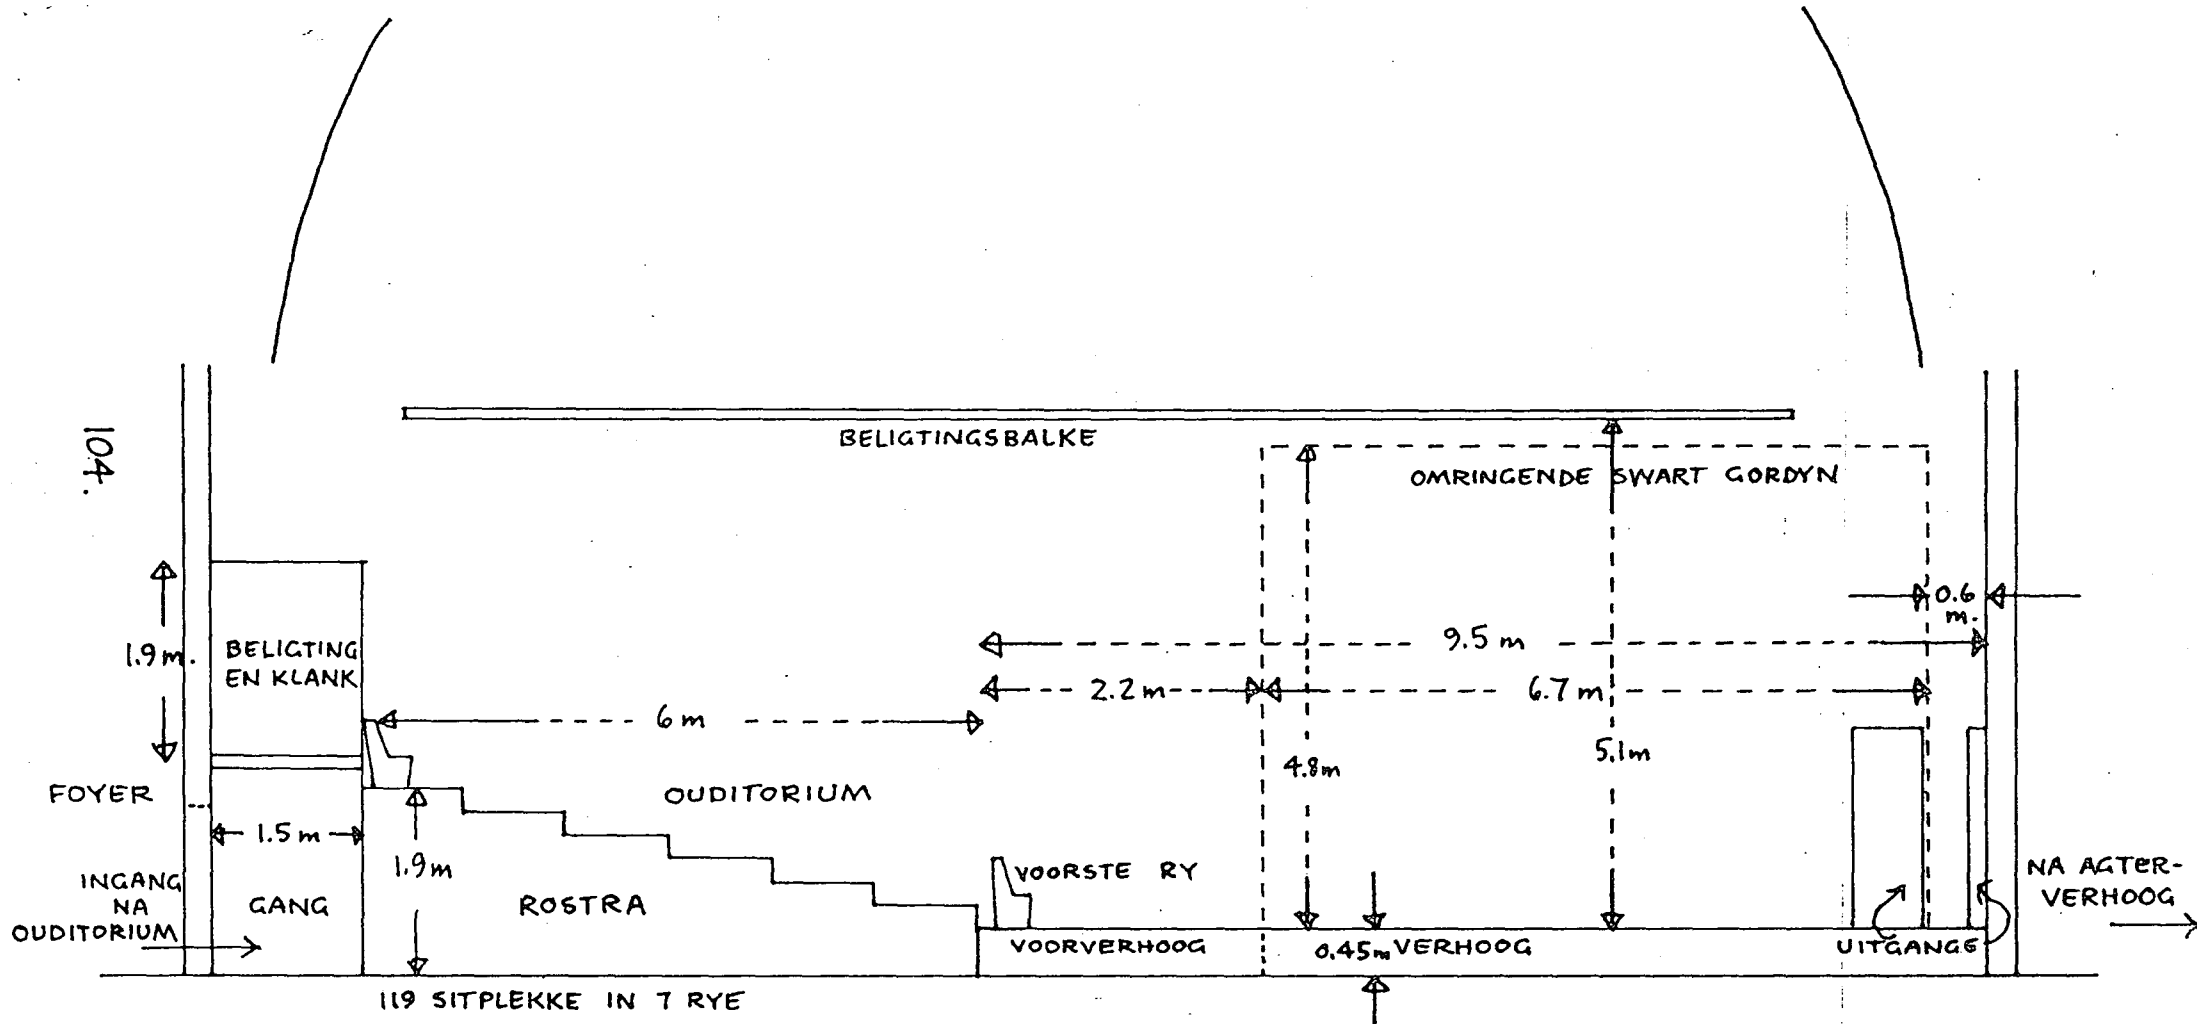 104.
BELIGTINGSBALKE
OMRINGENDE SWART GORDYN
0.6
m.
1.9m.
BELIGTING
EN KLANK
9.5 m
2.2m
6.7m
6m
5.1m
4.8m
FOYER
OUDITORIUM
1.5m
1.9m
VOORSTE RY
INGANG
NA
OUDITORIUM
GANG
ROSTRA
NA AGTER-
VERHOOG
VOORVERHOOG
0.45m
VERHOOG
UITGANGE
119 SITPLEKKE IN 7 RYE